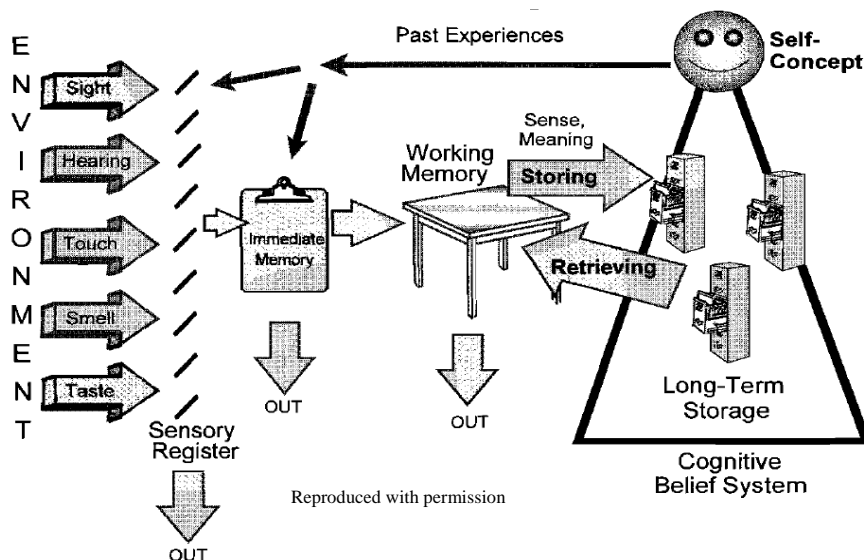 ENVIRONMENT
Past Experiences
Self-
Concept
Sight
Hearing
Touch
Smell
Taste
Sensory
Register
OUT
Immediate
Memory
OUT
Working
Memory
OUT
Sense,
Meaning
Storing
Retrieving
Long-Term
Storage
Cognitive
Belief System
Reproduced with permission